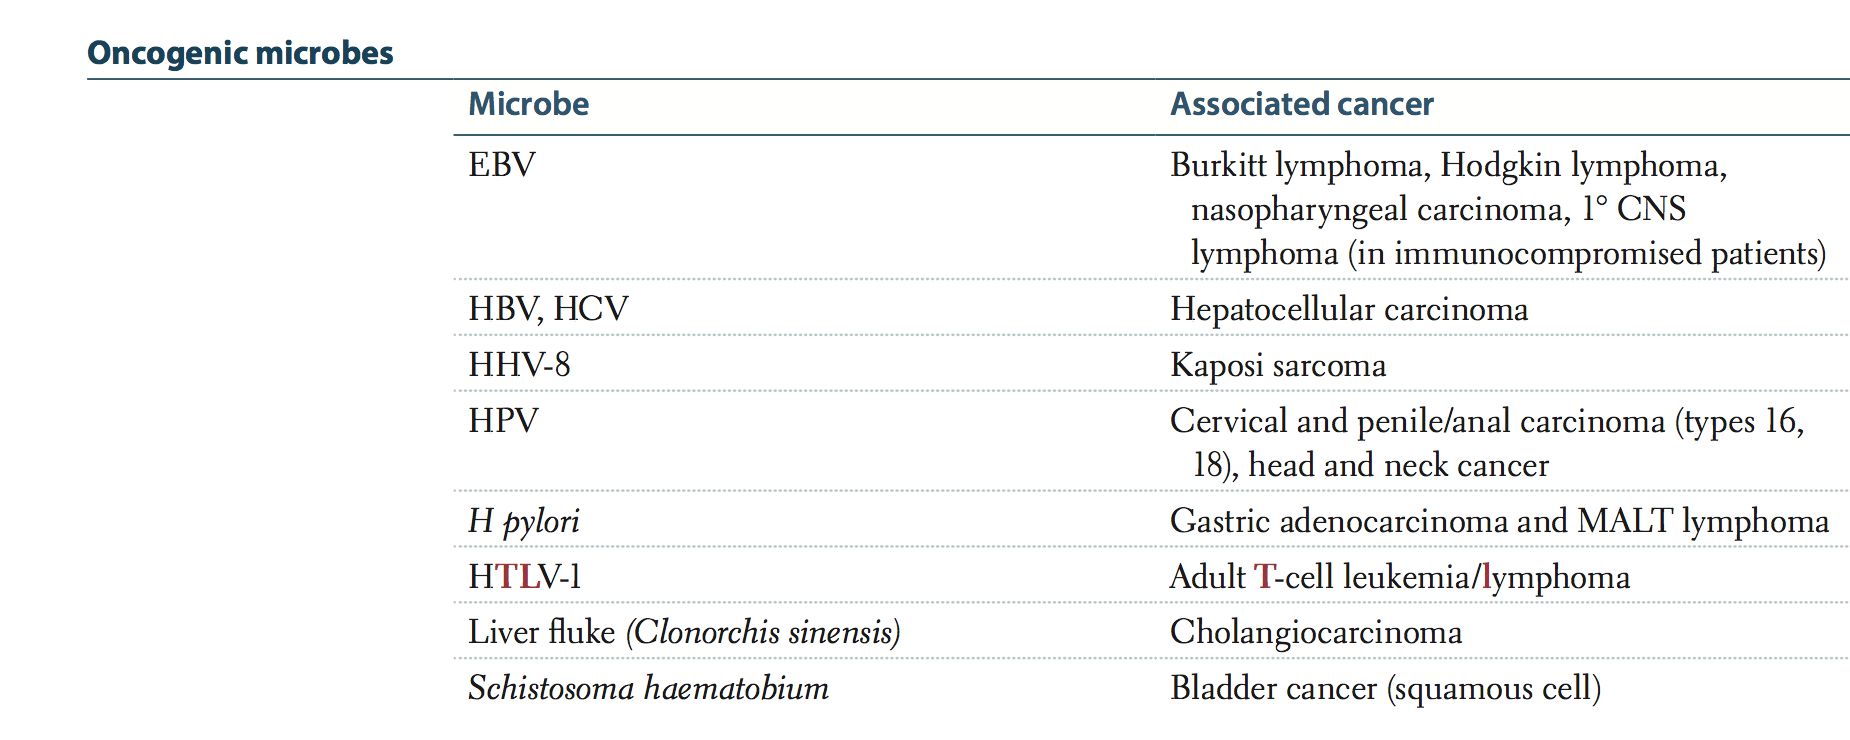 Oncogenic microbes
Microbe Associated cancer
EBV Burkitt lymphoma, Hodgkin lymphoma,
nasopharyngeal carcinoma, 1° CNS
lymphoma (in immunocompromised patients)
HBV, HCV Hepatocellular carcinoma
HHV-8 Kaposi sarcoma
HPV Cervical and penile/anal carcinoma (types 16,
18), head and neck cancer
H pylori Gastric adenocarcinoma and MALT lymphoma
HTLV-1 Adult T-cell leukemia/lymphoma
Liver fluke (Clonorchis sinensis) Cholangiocarcinoma
Schistosoma haematobium Bladder cancer (squamous cell)